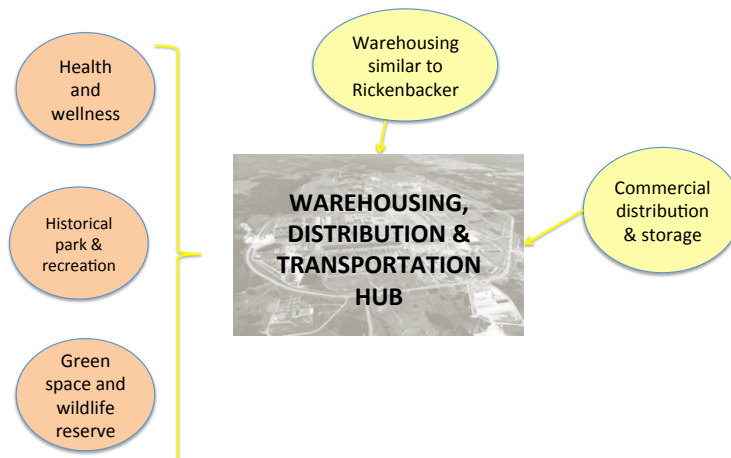 Health
and
wellness
Warehousing
similar to
Rickenbacker
WAREHOUSING,
DISTRIBUTION &
TRANSPORTATION
HUB
Commercial
distribution
& storage
Historical
park &
recreation
Green
space and
wildlife
reserve